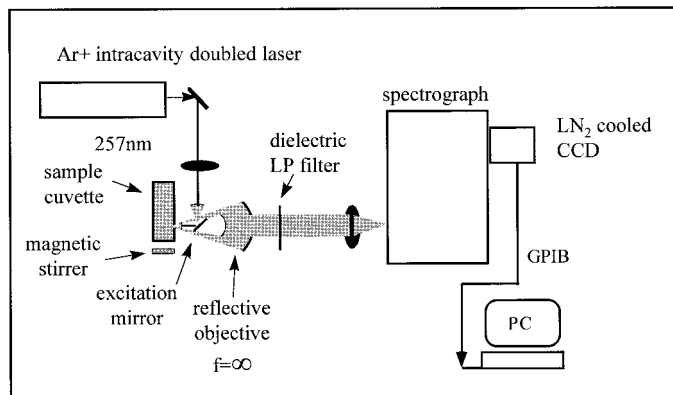 Ar+ intracavity doubled laser
spectrograph
LN₂ cooled
CCD
257nm
dielectric
LP filter
sample
cuvette
magnetic
stirrer
excitation
mirror
reflective
objective
f=∞
GPIB
PC